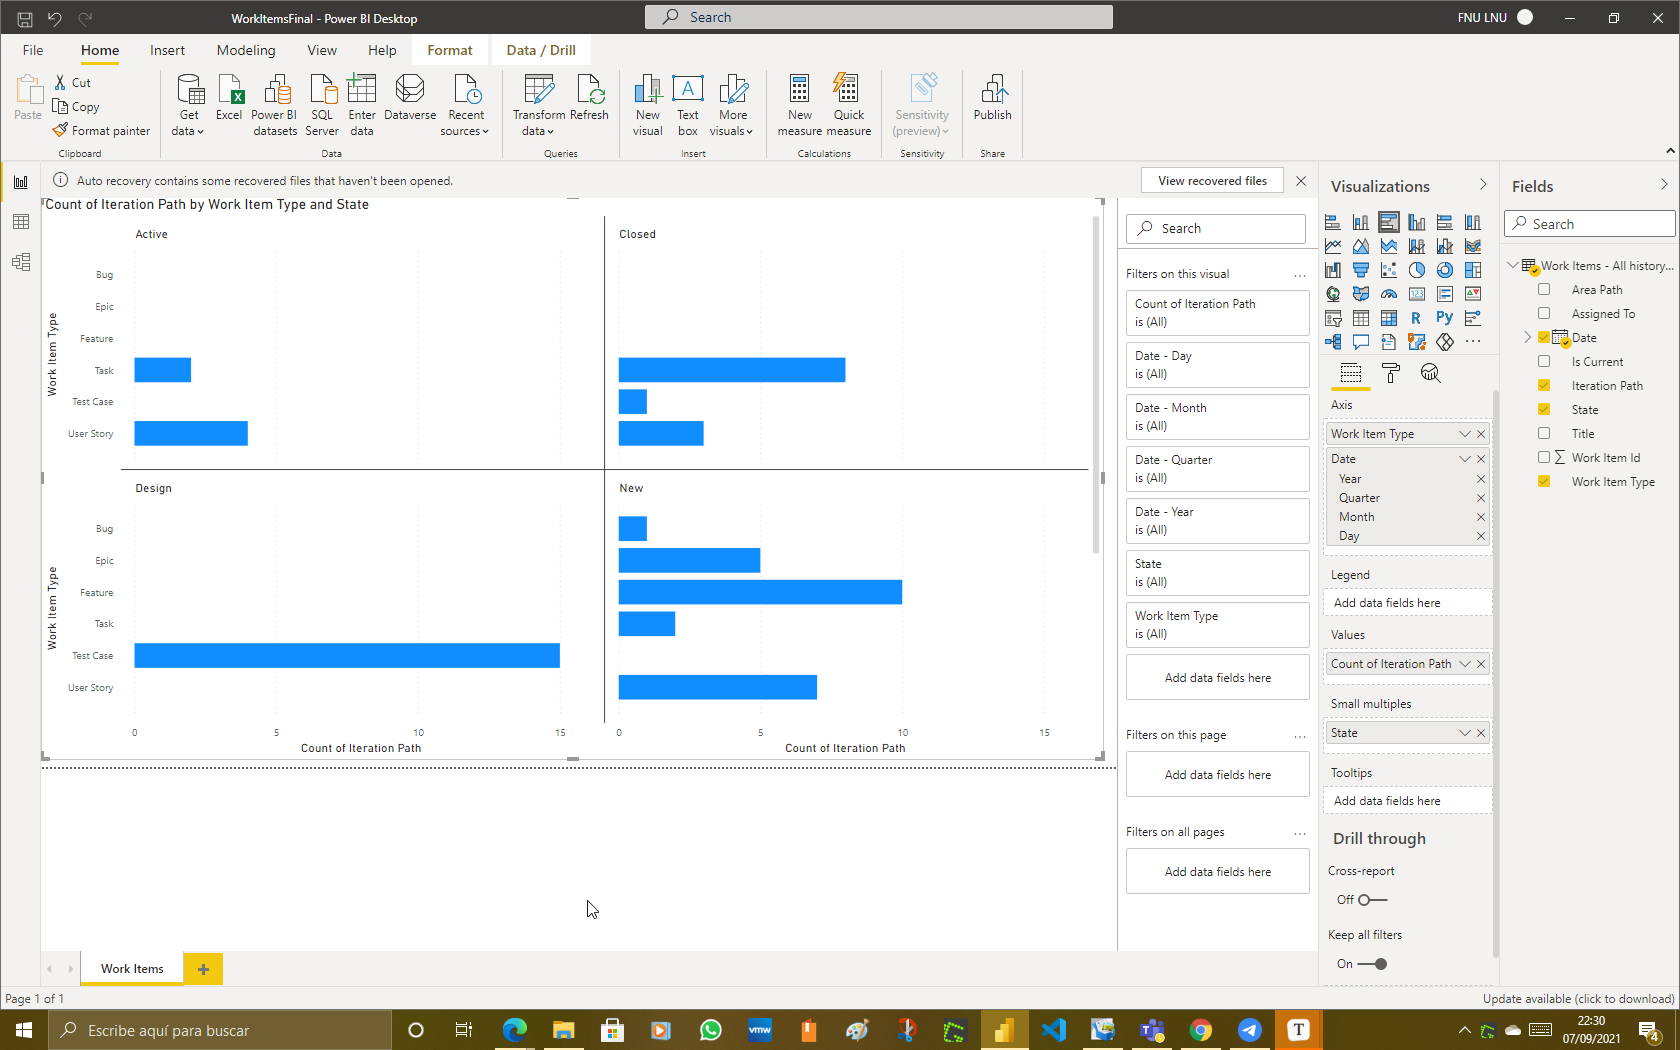 WorkItemsFinal - Power BI Desktop
Search
FNU LNU
File Home Insert Modeling View Help Format Data / Drill
Paste
Cut
Copy
Format painter
Clipboard
Get data
Excel
Power BI datasets
SQL Server
Enter data
Dataverse
Recent sources
Data
Transform data
Refresh
Queries
New visual
Text box
More visuals
Insert
New measure
Quick measure
Calculations
Sensitivity (preview)
Sensitivity
Publish
Share
Auto recovery contains some recovered files that haven't been opened.
View recovered files
Count of Iteration Path by Work Item Type and State
Active
Work Item Type
Bug
Epic
Feature
Task
Test Case
User Story
Closed
Design
Work Item Type
Bug
Epic
Feature
Task
Test Case
User Story
New
0 5 10 15
Count of Iteration Path
0 5 10 15
Count of Iteration Path
Search
Filters on this visual
...
Count of Iteration Path
is (All)
Date - Day
is (All)
Date - Month
is (All)
Date - Quarter
is (All)
Date - Year
is (All)
State
is (All)
Work Item Type
is (All)
Add data fields here
Filters on this page
...
Add data fields here
Filters on all pages
...
Add data fields here
Visualizations
123
R
Py
...
Axis
Work Item Type
Date
Year
Quarter
Month
Day
Legend
Add data fields here
Values
Count of Iteration Path
Small multiples
State
Tooltips
Add data fields here
Drill through
Cross-report
Off
Keep all filters
On
Fields
Search
Work Items - All history...
Area Path
Assigned To
Date
Is Current
Iteration Path
State
Title
Work Item Id
Work Item Type
Work Items
Page 1 of 1
Update available (click to download)
Escribe aquí para buscar
vmw
T
22:30
07/09/2021
4